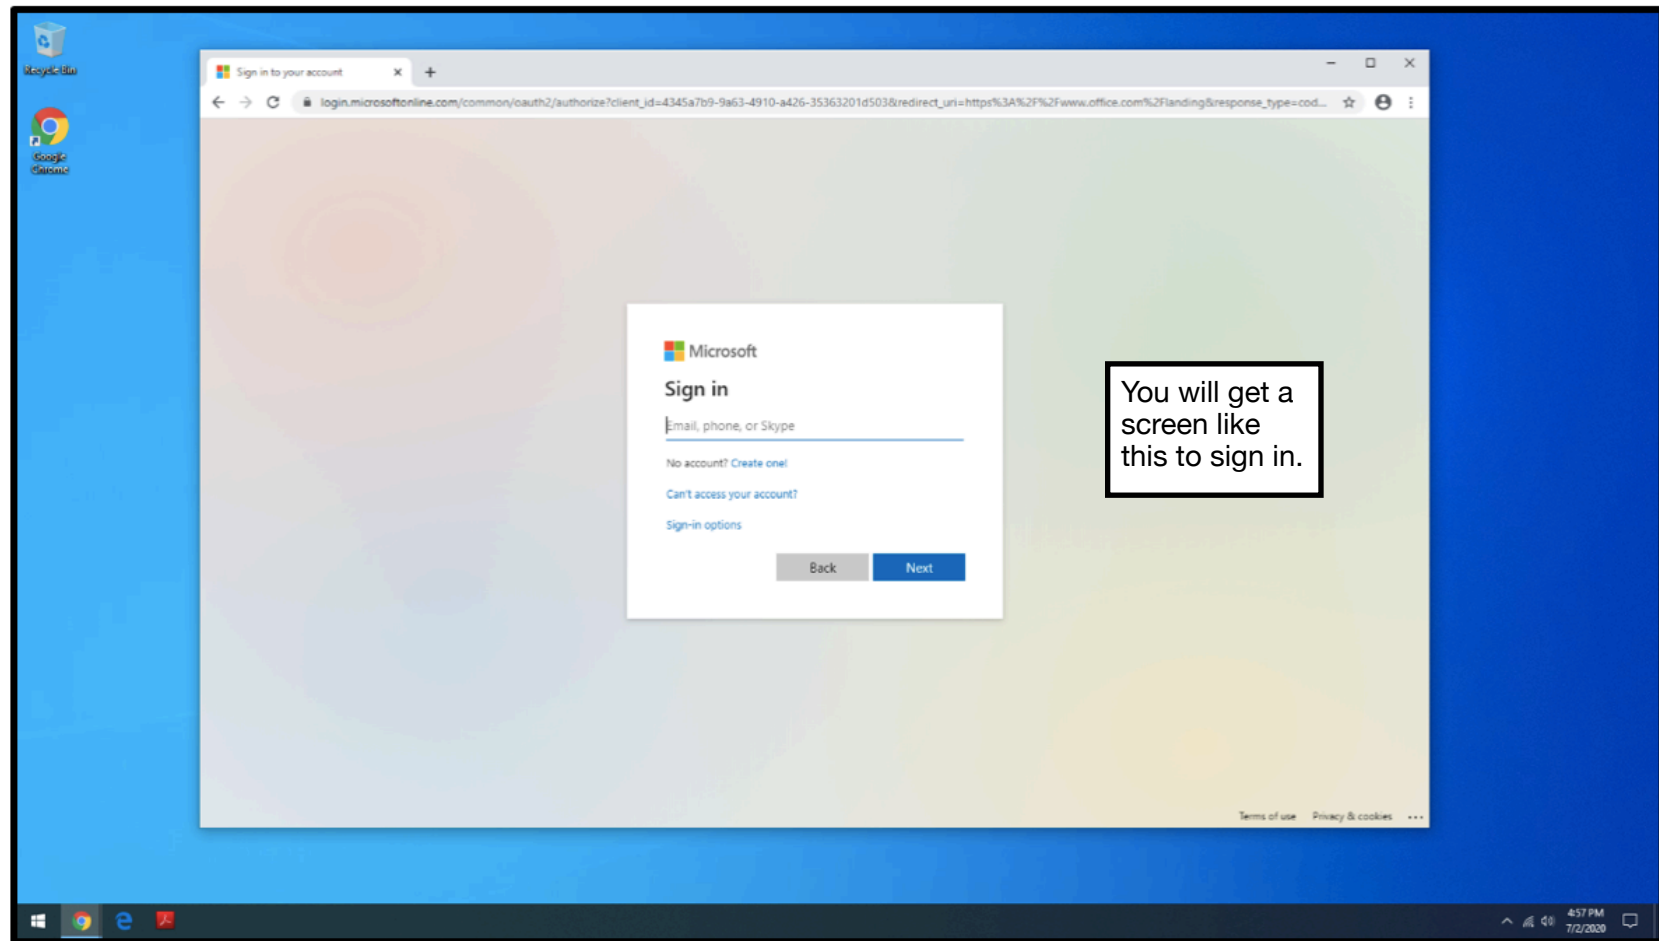 Recycle Bin
Google
Chrome
Sign in to your account
login.microsoftonline.com/common/oauth2/authorize?client_id=4345a7b9-9a63-4910-a426-35363201d503&redirect_uri=https%3A%2F%2Fwww.office.com%2Flanding&response_type=cod...
Microsoft
Sign in
Email, phone, or Skype
No account? Create one!
Can't access your account?
Sign-in options
Back Next
You will get a
screen like
this to sign in.
Terms of use Privacy & cookies
4:57 PM
7/2/2020